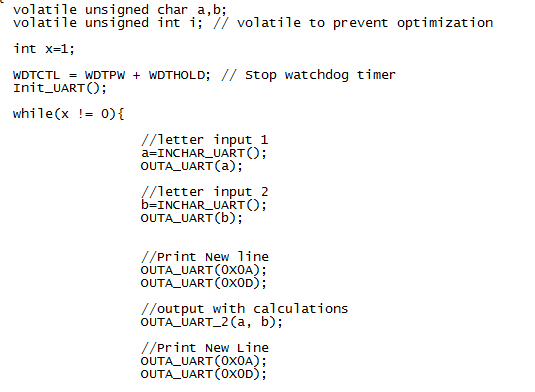 volatile unsigned char a,b;
volatile unsigned int i; // volatile to prevent optimization
int x=1;
WDTCTL = WDTPW + WDTHOLD; // Stop watchdog timer
Init_UART();
while(x != 0){
//letter input 1
a=INCHAR_UART();
OUTA_UART(a);
//letter input 2
b=INCHAR_UART();
OUTA_UART(b);
//Print New line
OUTA_UART(0X0A);
OUTA_UART(0X0D);
//output with calculations
OUTA_UART_2(a, b);
//Print New Line
OUTA_UART(0X0A);
OUTA_UART(0X0D);